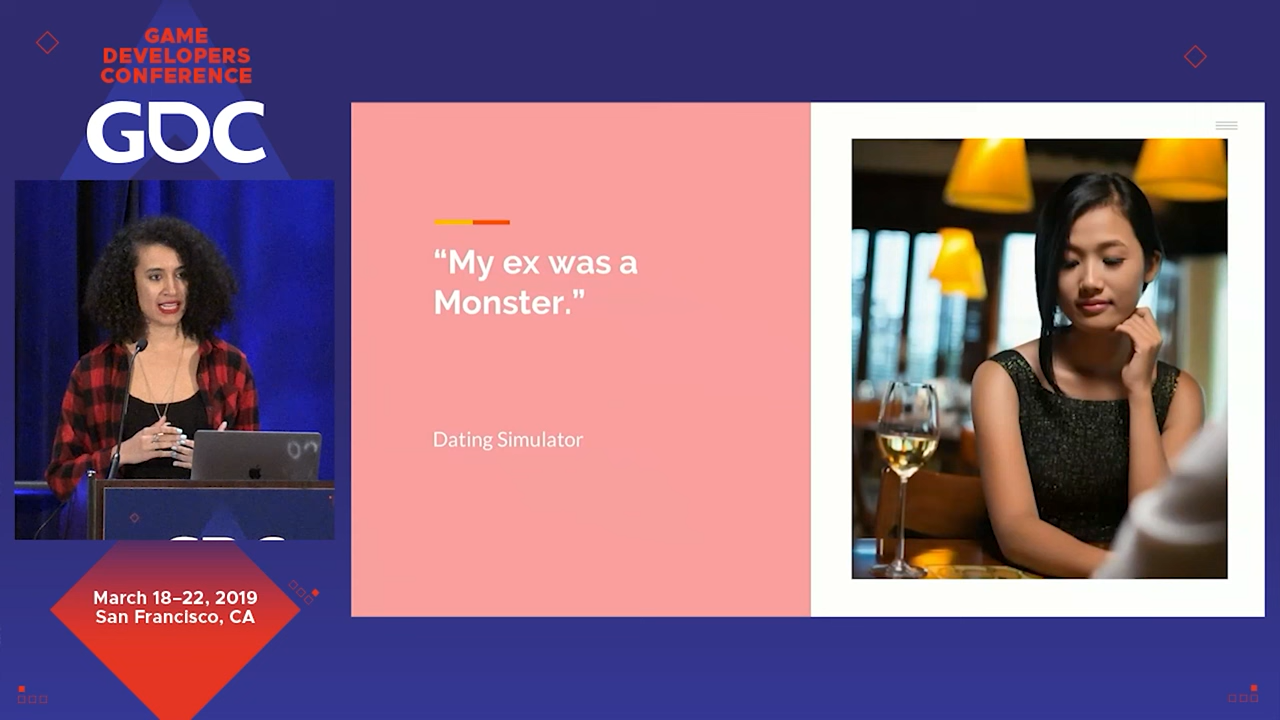 GAME
DEVELOPERS
CONFERENCE
GDC
March 18–22, 2019
San Francisco, CA
“My ex was a
Monster.”
Dating Simulator